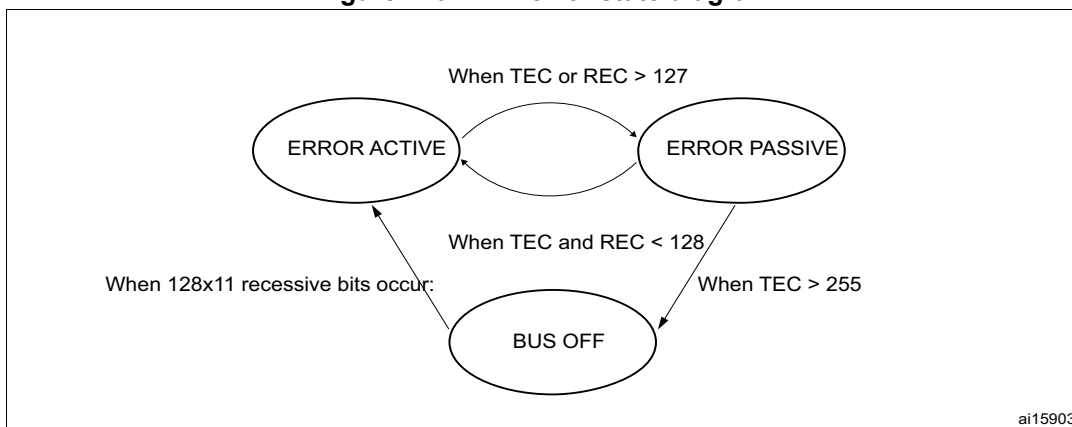 When TEC or REC > 127
ERROR ACTIVE
ERROR PASSIVE
When TEC and REC < 128
When 128x11 recessive bits occur:
When TEC > 255
BUS OFF
ai15903